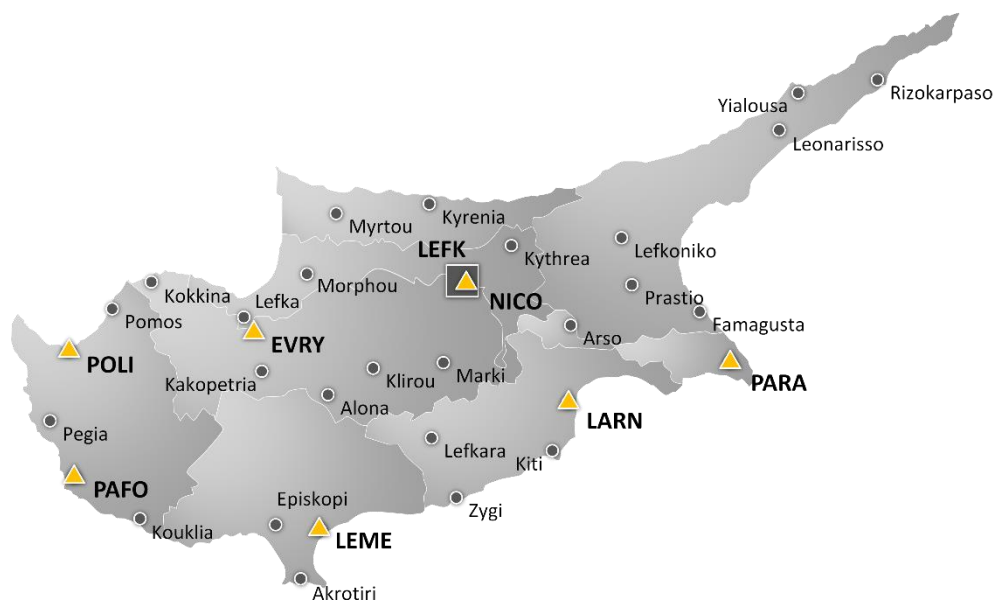 Rizokarpaso
Yialousa
Leonarisso
Kyrenia
Myrtou
LEFK
Kythrea
Lefkoniko
Morphou
Kokkina
Lefka
NICO
Prastio
Pomos
Famagusta
Arso
EVRY
POLI
Marki
Klirou
Kakopetria
PARA
Alona
LARN
Pegia
Lefkara
Kiti
PAFO
Episkopi
Zygi
Kouklia
LEME
Akrotiri